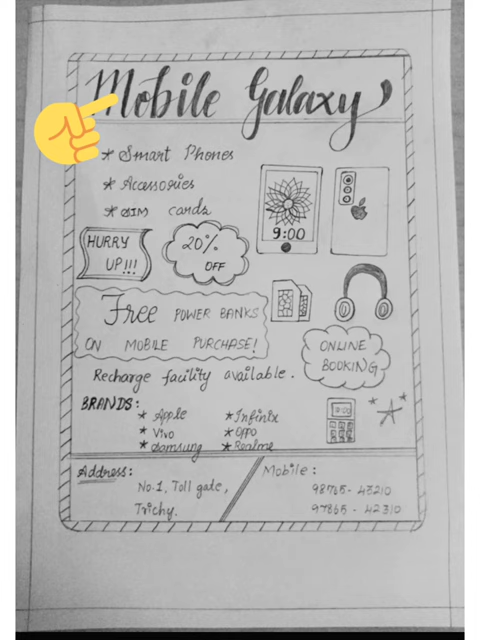 Mobile Galaxy
* Smart Phones
* Accessories
* SIM cards
9:00
HURRY
UP!!!
20%
OFF
Free POWER BANKS
ON MOBILE PURCHASE!
ONLINE
BOOKING
Recharge facility available.
BRANDS:
* Apple * Infinix
* Vivo * Oppo
* Samsung * Realme
Address:
No.1, Toll gate,
Trichy.
Mobile:
98765-43210
97865-42310